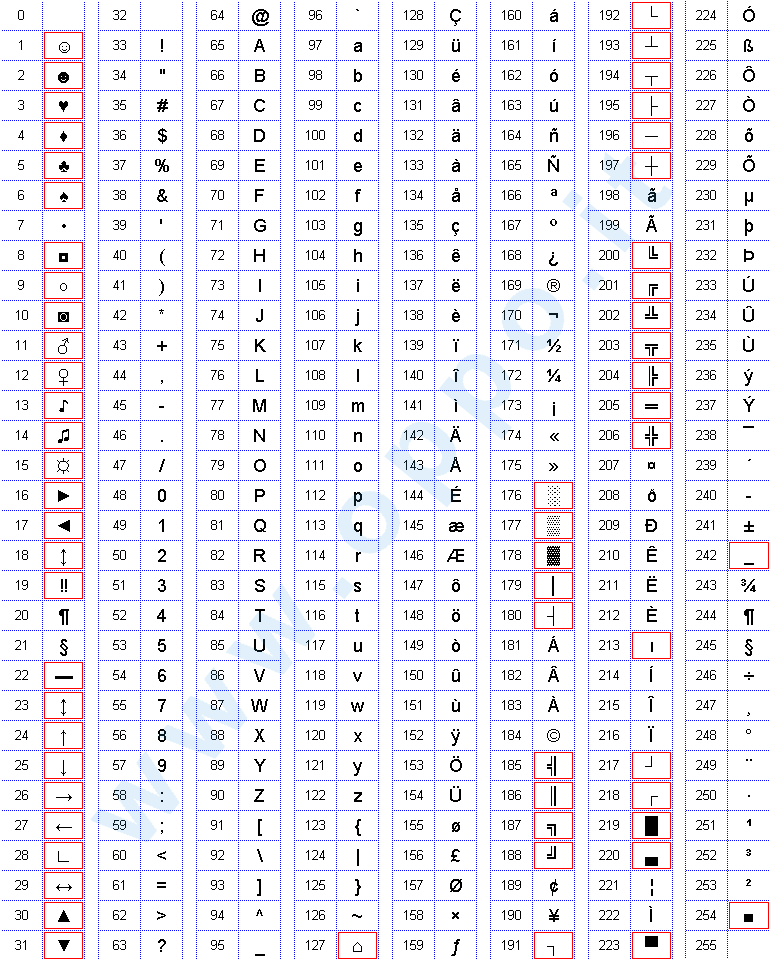 0 32 64 @ 96 ` 128 Ç 160 á 192 └ 224 Ó
1 ☺ 33 ! 65 A 97 a 129 ü 161 í 193 ┴ 225 ß
2 ☻ 34 " 66 B 98 b 130 é 162 ó 194 ┬ 226 Ô
3 ♥ 35 # 67 C 99 c 131 â 163 ú 195 ├ 227 Ò
4 ♦ 36 $ 68 D 100 d 132 ä 164 ñ 196 ─ 228 õ
5 ♣ 37 % 69 E 101 e 133 à 165 Ñ 197 ┼ 229 Õ
6 ♠ 38 & 70 F 102 f 134 å 166 ª 198 ã 230 µ
7 • 39 ' 71 G 103 g 135 ç 167 º 199 Ã 231 þ
8 ◘ 40 ( 72 H 104 h 136 ê 168 ¿ 200 ╚ 232 Þ
9 ○ 41 ) 73 I 105 i 137 ë 169 ® 201 ╔ 233 Ú
10 ◙ 42 * 74 J 106 j 138 è 170 ¬ 202 ╩ 234 Û
11 ♂ 43 + 75 K 107 k 139 ï 171 ½ 203 ╦ 235 Ù
12 ♀ 44 , 76 L 108 l 140 î 172 ¼ 204 ╠ 236 ý
13 ♪ 45 - 77 M 109 m 141 ì 173 ¡ 205 ═ 237 Ý
14 ♫ 46 . 78 N 110 n 142 Ä 174 « 206 ╬ 238 ¯
15 ☼ 47 / 79 O 111 o 143 Å 175 » 207 ¤ 239 ´
16 ► 48 0 80 P 112 p 144 É 176 ░ 208 ð 240 -
17 ◄ 49 1 81 Q 113 q 145 æ 177 ▒ 209 Ð 241 ±
18 ↕ 50 2 82 R 114 r 146 Æ 178 ▓ 210 Ê 242 _
19 ‼ 51 3 83 S 115 s 147 ô 179 │ 211 Ë 243 ¾
20 ¶ 52 4 84 T 116 t 148 ö 180 ┤ 212 È 244 ¶
21 § 53 5 85 U 117 u 149 ò 181 Á 213 ı 245 §
22 ▬ 54 6 86 V 118 v 150 û 182 Â 214 Í 246 ÷
23 ↕ 55 7 87 W 119 w 151 ù 183 À 215 Î 247 ¸
24 ↑ 56 8 88 X 120 x 152 ÿ 184 © 216 Ï 248 °
25 ↓ 57 9 89 Y 121 y 153 Ö 185 ╣ 217 ┘ 249 ¨
26 → 58 : 90 Z 122 z 154 Ü 186 ║ 218 ┌ 250 ·
27 ← 59 ; 91 [ 123 { 155 ø 187 ╗ 219 █ 251 ¹
28 ∟ 60 < 92 \ 124 | 156 £ 188 ╝ 220 ▄ 252 ³
29 ↔ 61 = 93 ] 125 } 157 Ø 189 ¢ 221 ¦ 253 ²
30 ▲ 62 > 94 ^ 126 ~ 158 × 190 ¥ 222 Ì 254 ■
31 ▼ 63 ? 95 _ 127 ⌂ 159 ƒ 191 ┐ 223 ▀ 255
www.oppo.it